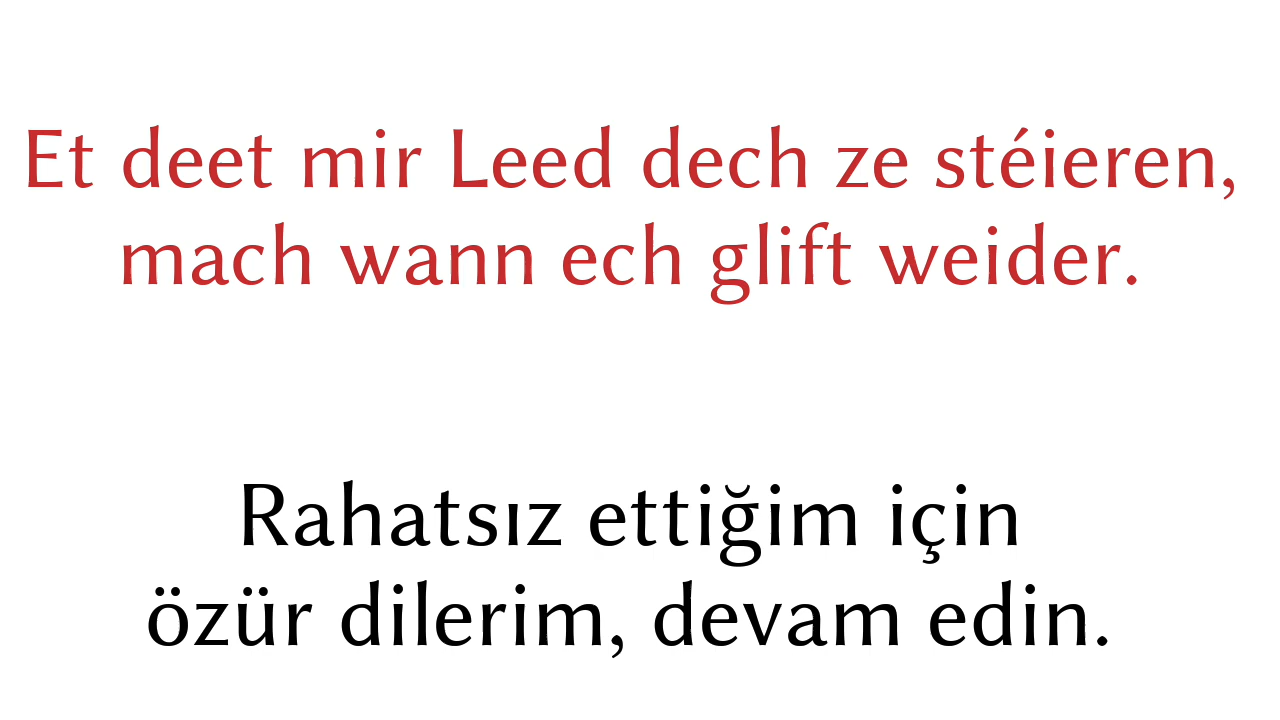 Et deet mir Leed dech ze stéieren,
mach wann ech glift weider.
Rahatsız ettiğim için
özür dilerim, devam edin.